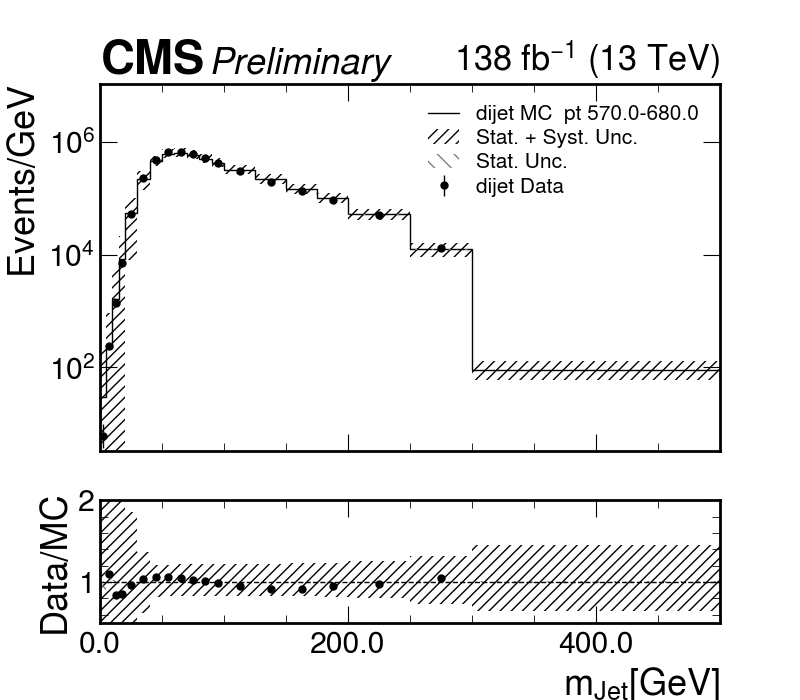 CMS Preliminary 138 fb⁻¹ (13 TeV)
Events/GeV
10⁶
10⁴
10²
dijet MC pt 570.0-680.0
Stat. + Syst. Unc.
Stat. Unc.
dijet Data
Data/MC
2
1
0.0 200.0 400.0
m_Jet[GeV]